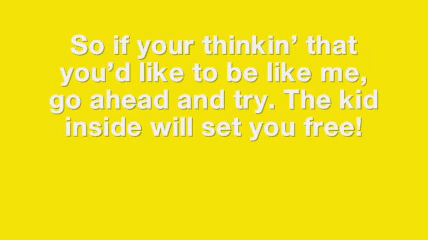 So if your thinkin’ that
you’d like to be like me,
go ahead and try. The kid
inside will set you free!